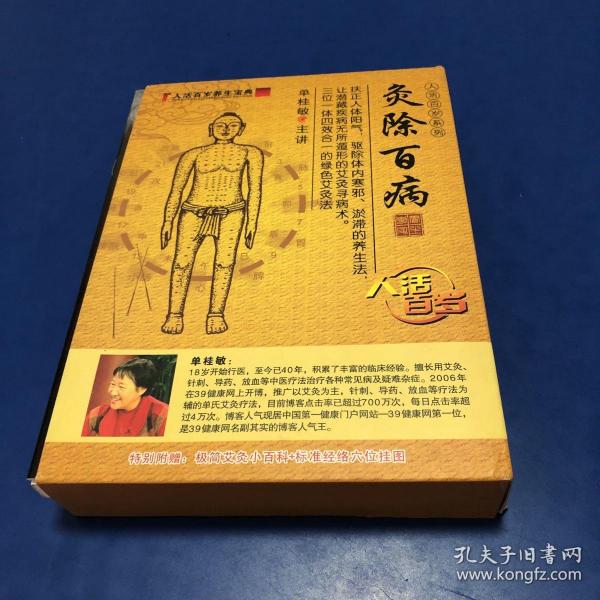 人活百岁养生宝典
人活百岁系列
灸除百病
扶正人体阳气，驱除体内寒邪、淤滞的养生法，
让潜藏疾病无所遁形的艾灸寻病术。
三位一体四效合一的绿色艾灸法
单桂敏 主讲
人活百岁
单桂敏：
18岁开始行医，至今已40年，积累了丰富的临床经验。擅长用艾灸、
针刺、导药、放血等中医疗法治疗各种常见病及疑难杂症。2006年
在39健康网上开博，推广以艾灸为主，针刺、导药、放血等疗法为
辅的单氏艾灸疗法，目前博客点击率已超过700万次，每日点击率超
过4万次。博客人气现居中国第一健康门户网站—39健康网第一位，
是39健康网名副其实的博客人气王。
特别附赠：极简艾灸小百科+标准经络穴位挂图
孔夫子旧书网
www.kongfz.com